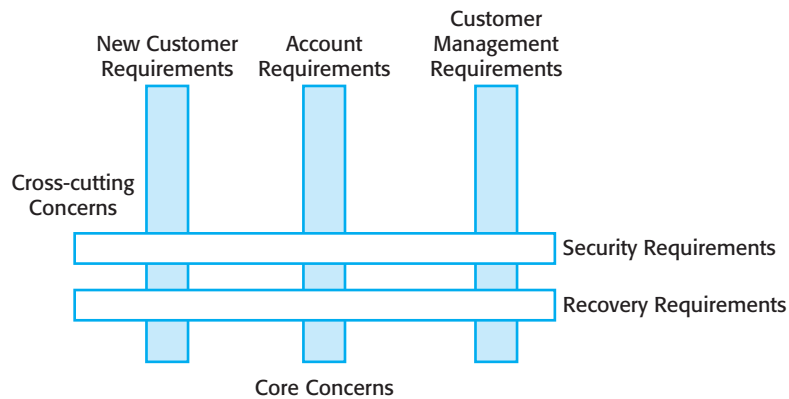 New Customer
Requirements
Account
Requirements
Customer
Management
Requirements
Cross-cutting
Concerns
Security Requirements
Recovery Requirements
Core Concerns